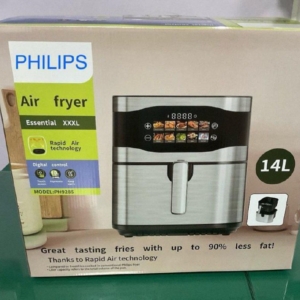 PHILIPS
Air fryer
Essential XXXL
Rapid Air
technology
Digital control
14L
Great tasting fries with up to 90% less fat!
Thanks to Rapid Air technology